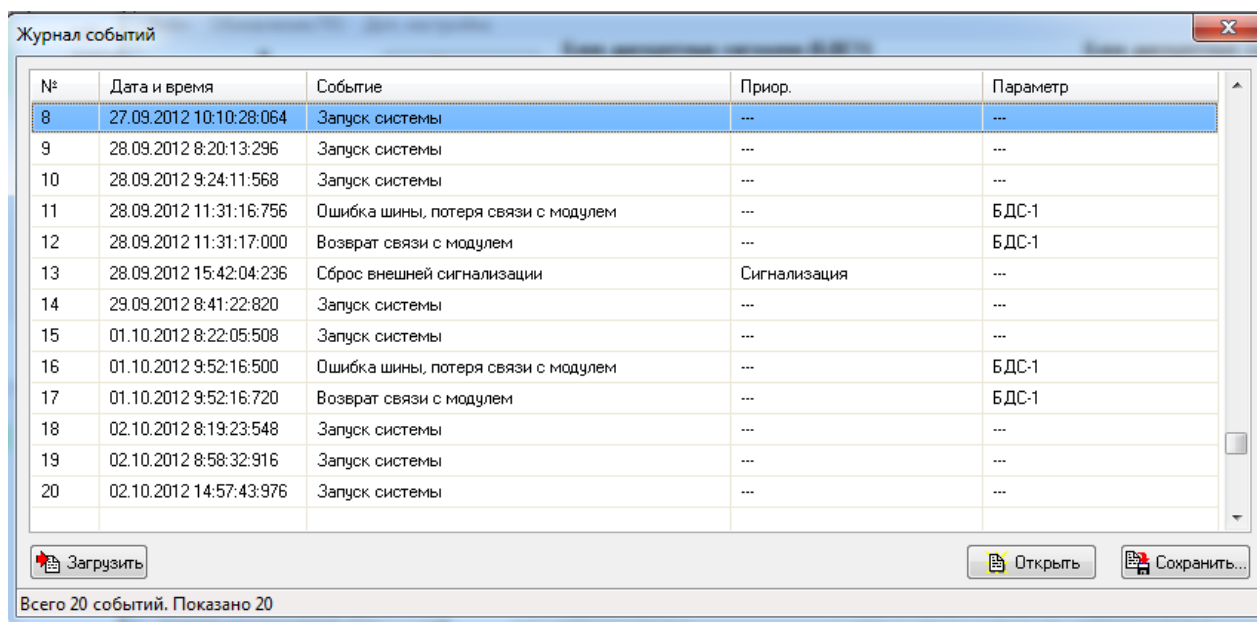 Журнал событий
№ Дата и время Событие Приор. Параметр
8 27.09.2012 10:10:28:064 Запуск системы --- ---
9 28.09.2012 8:20:13:296 Запуск системы --- ---
10 28.09.2012 9:24:11:568 Запуск системы --- ---
11 28.09.2012 11:31:16:756 Ошибка шины, потеря связи с модулем --- БДС-1
12 28.09.2012 11:31:17:000 Возврат связи с модулем --- БДС-1
13 28.09.2012 15:42:04:236 Сброс внешней сигнализации Сигнализация ---
14 29.09.2012 8:41:22:820 Запуск системы --- ---
15 01.10.2012 8:22:05:508 Запуск системы --- ---
16 01.10.2012 9:52:16:500 Ошибка шины, потеря связи с модулем --- БДС-1
17 01.10.2012 9:52:16:720 Возврат связи с модулем --- БДС-1
18 02.10.2012 8:19:23:548 Запуск системы --- ---
19 02.10.2012 8:58:32:916 Запуск системы --- ---
20 02.10.2012 14:57:43:976 Запуск системы --- ---
Загрузить Открыть Сохранить...
Всего 20 событий. Показано 20